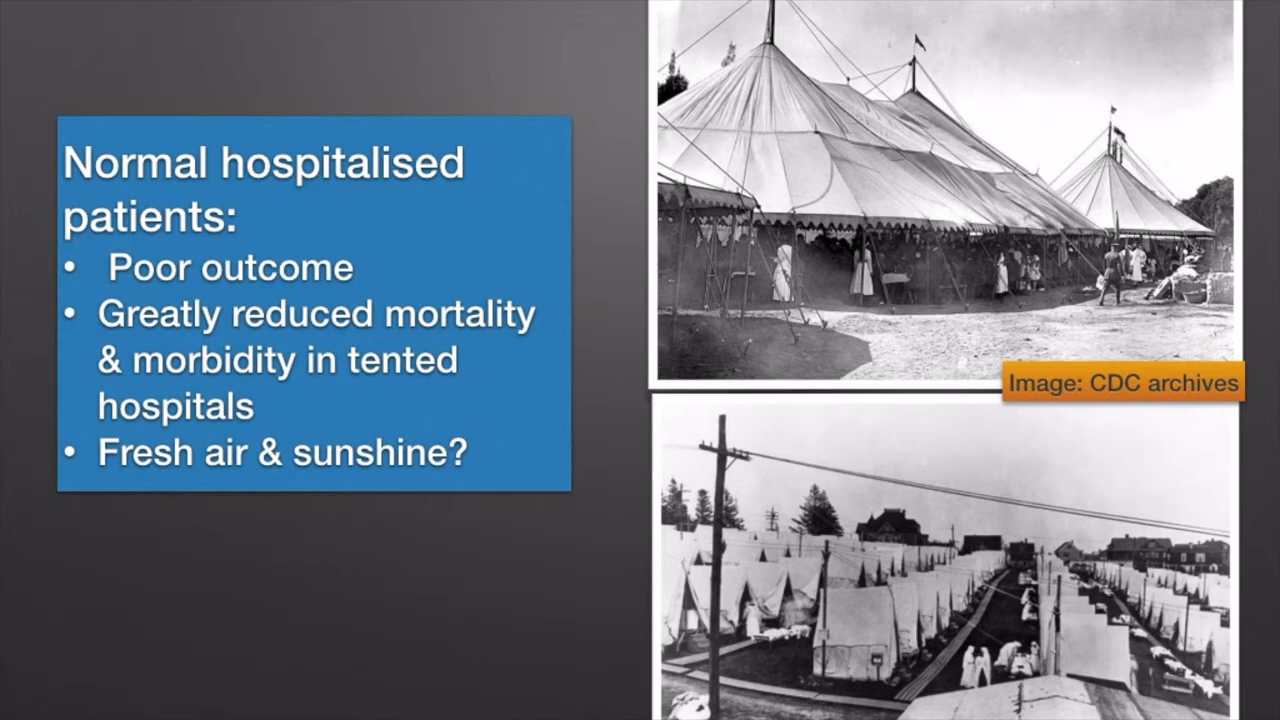 Normal hospitalised
patients:
• Poor outcome
• Greatly reduced mortality
& morbidity in tented
hospitals
• Fresh air & sunshine?
Image: CDC archives